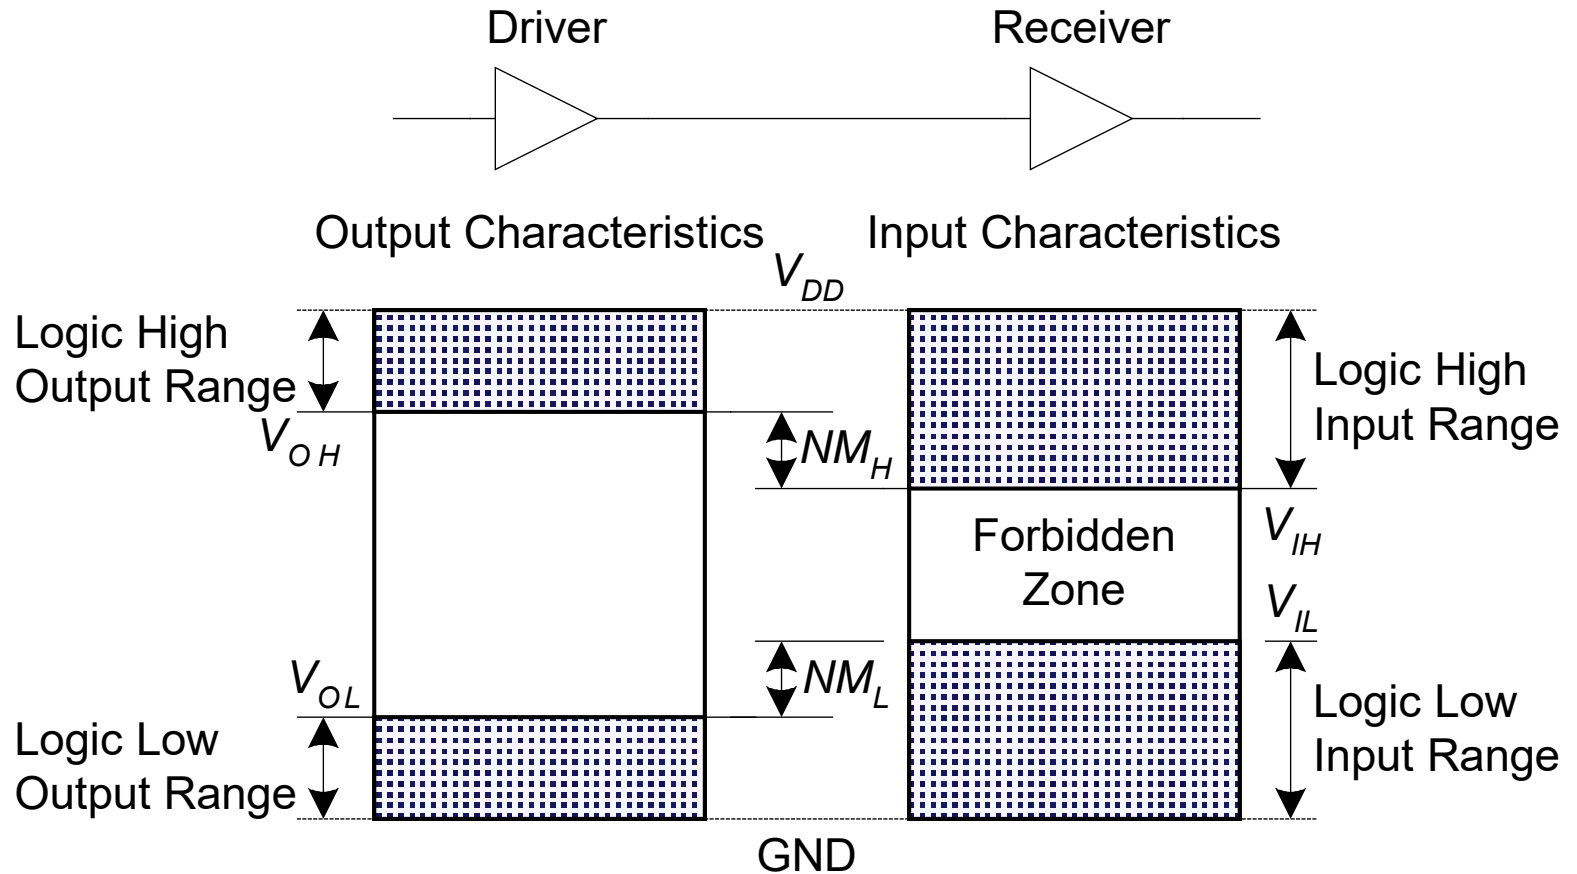 Driver
Receiver
Output Characteristics
Input Characteristics
VDD
Logic High
Output Range
VOH
NMH
Logic High
Input Range
Forbidden
Zone
VIH
VIL
VOL
NML
Logic Low
Output Range
Logic Low
Input Range
GND